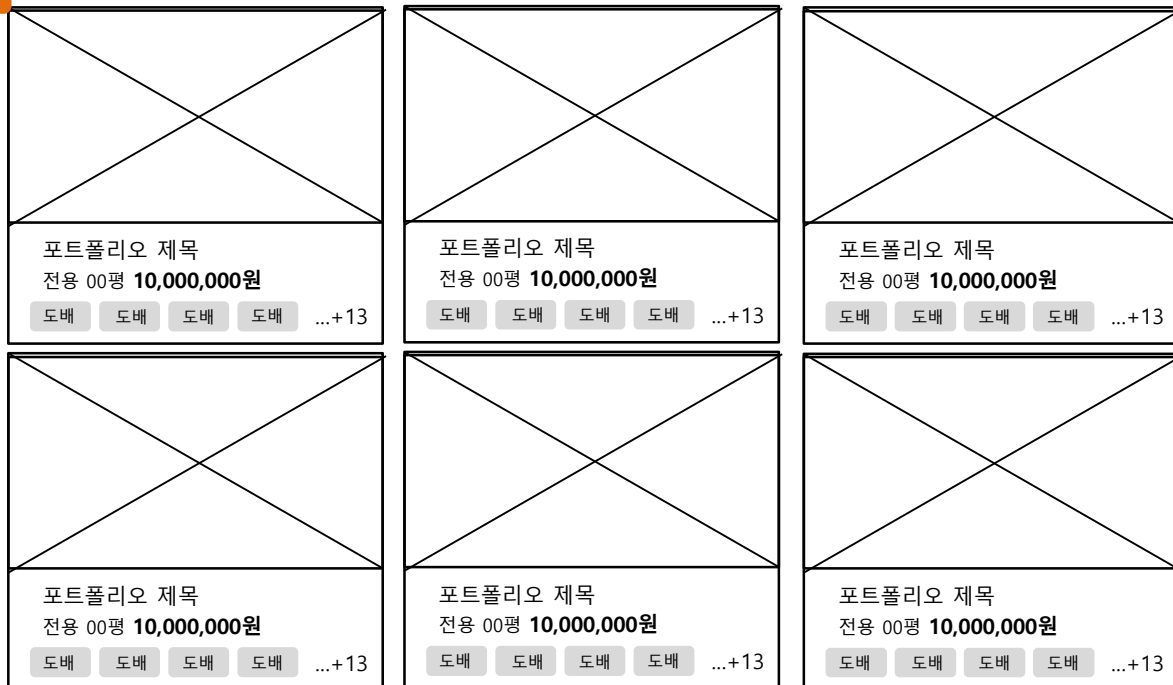 포트폴리오 제목
전용 00평 10,000,000원
도배 도배 도배 도배 ...+13
포트폴리오 제목
전용 00평 10,000,000원
도배 도배 도배 도배 ...+13
포트폴리오 제목
전용 00평 10,000,000원
도배 도배 도배 도배 ...+13
포트폴리오 제목
전용 00평 10,000,000원
도배 도배 도배 도배 ...+13
포트폴리오 제목
전용 00평 10,000,000원
도배 도배 도배 도배 ...+13
포트폴리오 제목
전용 00평 10,000,000원
도배 도배 도배 도배 ...+13